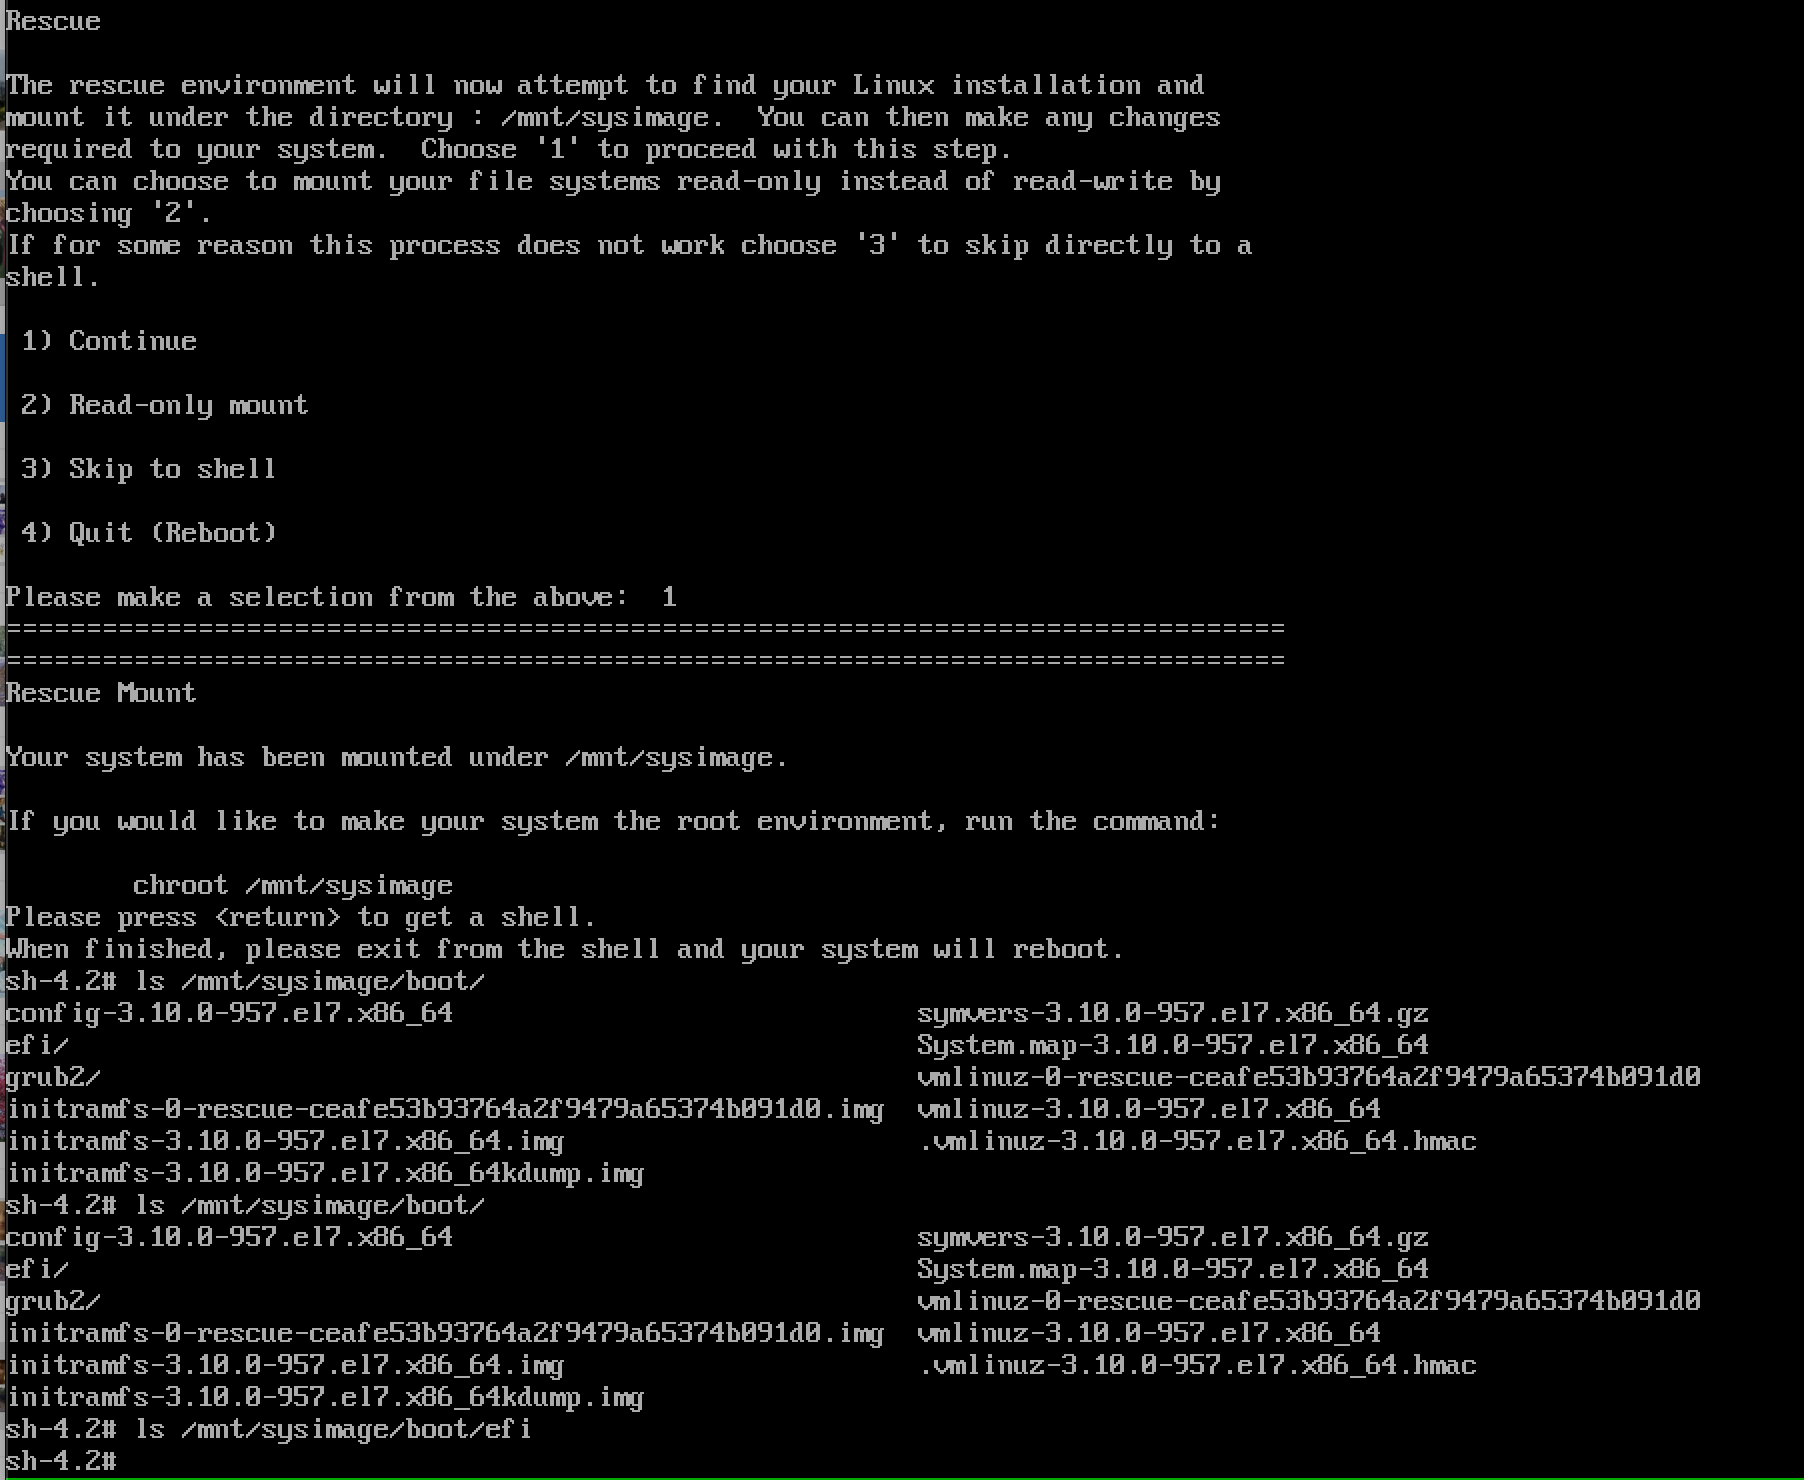 Rescue
The rescue environment will now attempt to find your Linux installation and
mount it under the directory : /mnt/sysimage.  You can then make any changes
required to your system.  Choose '1' to proceed with this step.
You can choose to mount your file systems read-only instead of read-write by
choosing '2'.
If for some reason this process does not work choose '3' to skip directly to a
shell.
 1) Continue
 2) Read-only mount
 3) Skip to shell
 4) Quit (Reboot)
Please make a selection from the above:  1
================================================================================
================================================================================
Rescue Mount
Your system has been mounted under /mnt/sysimage.
If you would like to make your system the root environment, run the command:
        chroot /mnt/sysimage
Please press <return> to get a shell.
When finished, please exit from the shell and your system will reboot.
sh-4.2# ls /mnt/sysimage/boot/
config-3.10.0-957.el7.x86_64                             symvers-3.10.0-957.el7.x86_64.gz
efi/                                                     System.map-3.10.0-957.el7.x86_64
grub2/                                                   vmlinuz-0-rescue-ceafe53b93764a2f9479a65374b091d0
initramfs-0-rescue-ceafe53b93764a2f9479a65374b091d0.img  vmlinuz-3.10.0-957.el7.x86_64
initramfs-3.10.0-957.el7.x86_64.img                      .vmlinuz-3.10.0-957.el7.x86_64.hmac
initramfs-3.10.0-957.el7.x86_64kdump.img
sh-4.2# ls /mnt/sysimage/boot/
config-3.10.0-957.el7.x86_64                             symvers-3.10.0-957.el7.x86_64.gz
efi/                                                     System.map-3.10.0-957.el7.x86_64
grub2/                                                   vmlinuz-0-rescue-ceafe53b93764a2f9479a65374b091d0
initramfs-0-rescue-ceafe53b93764a2f9479a65374b091d0.img  vmlinuz-3.10.0-957.el7.x86_64
initramfs-3.10.0-957.el7.x86_64.img                      .vmlinuz-3.10.0-957.el7.x86_64.hmac
initramfs-3.10.0-957.el7.x86_64kdump.img
sh-4.2# ls /mnt/sysimage/boot/efi
sh-4.2#